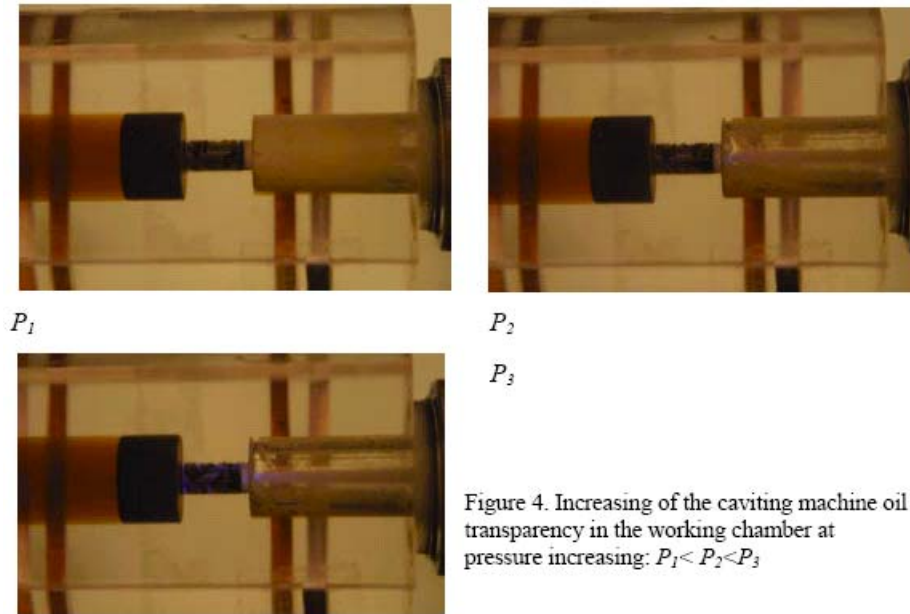 P1
P2
P3
Figure 4. Increasing of the caviting machine oil
transparency in the working chamber at
pressure increasing: P1< P2<P3